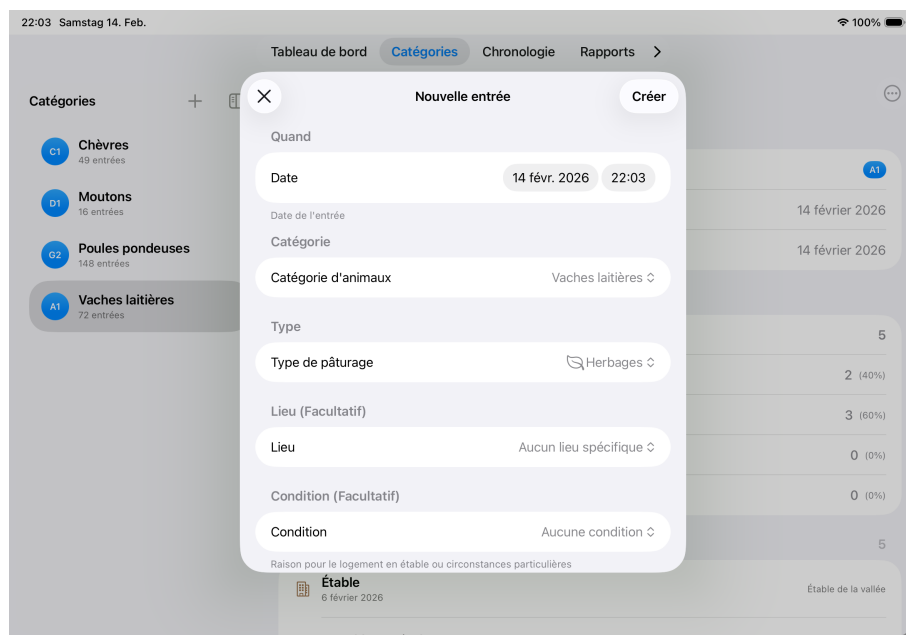 22:03 Samstag 14. Feb.
100%
Tableau de bord Catégories Chronologie Rapports
Catégories
C1 Chèvres
49 entrées
D1 Moutons
16 entrées
G2 Poules pondeuses
148 entrées
A1 Vaches laitières
72 entrées
Nouvelle entrée Créer
Quand
Date 14 févr. 2026 22:03
Date de l'entrée
Catégorie
Catégorie d'animaux Vaches laitières
Type
Type de pâturage Herbages
Lieu (Facultatif)
Lieu Aucun lieu spécifique
Condition (Facultatif)
Condition Aucune condition
Raison pour le logement en étable ou circonstances particulières
A1
14 février 2026
14 février 2026
5
2 (40%)
3 (60%)
0 (0%)
0 (0%)
5
Étable
6 février 2026
Étable de la vallée